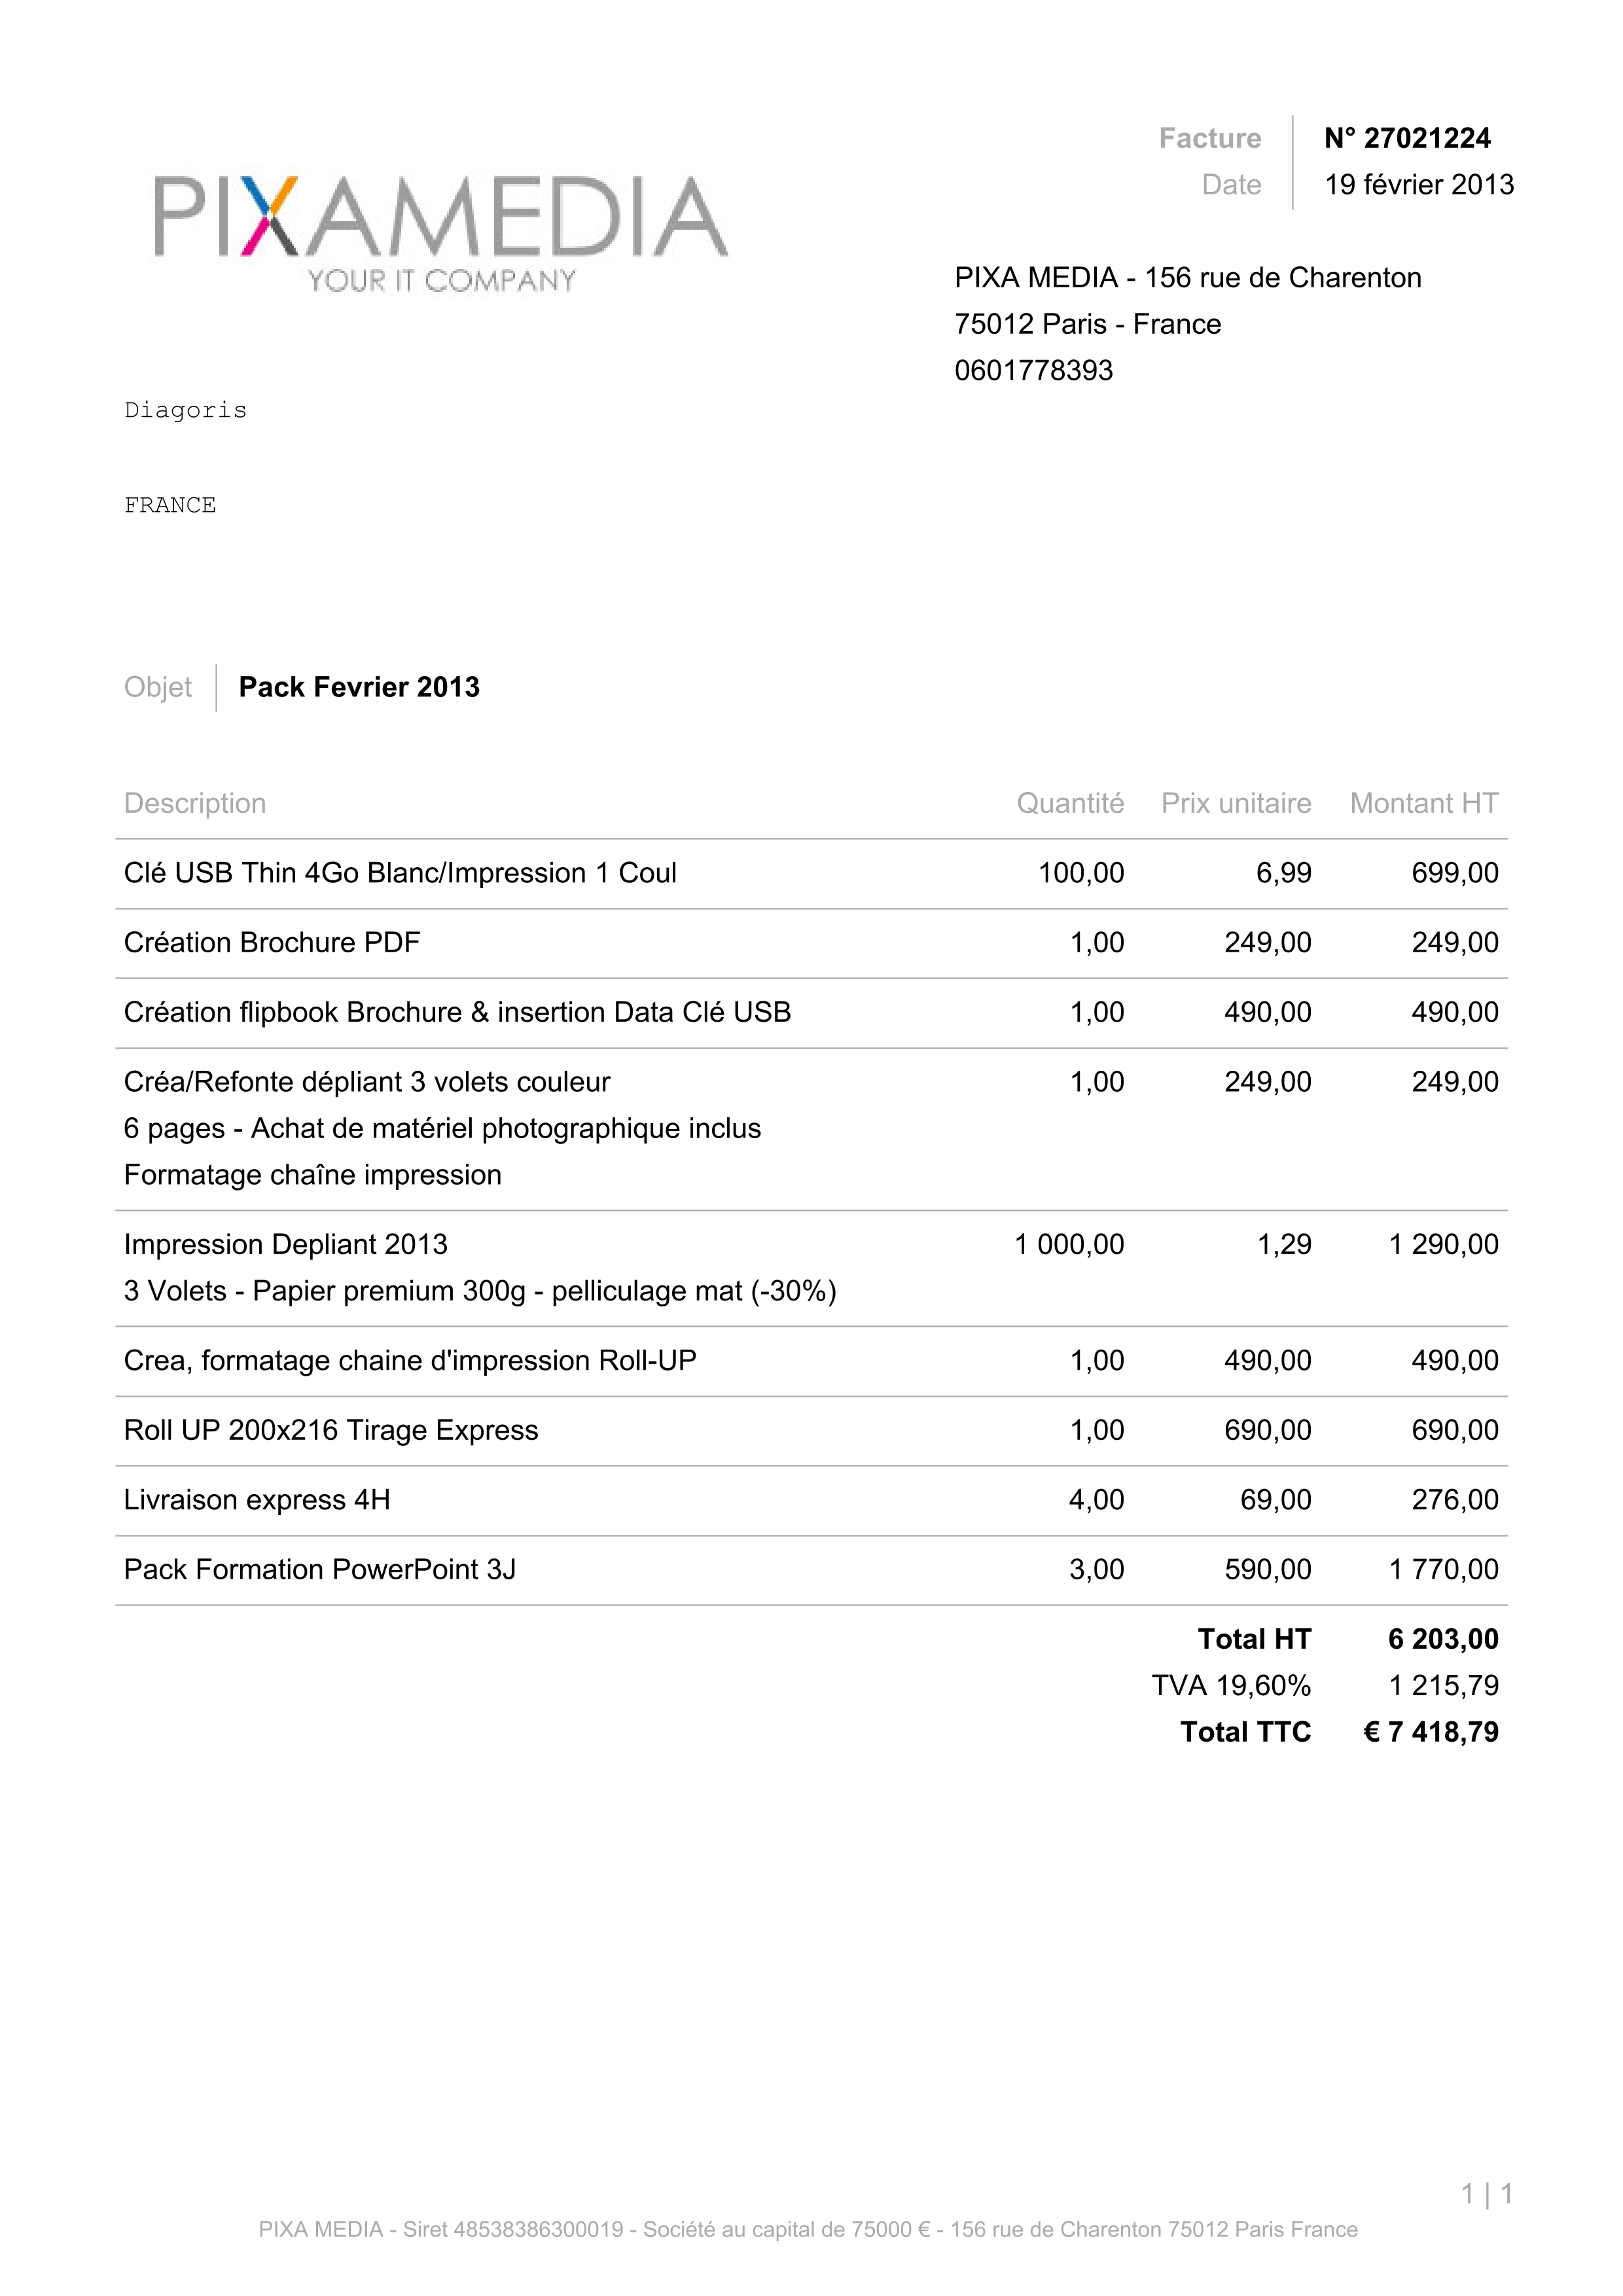 Facture N° 27021224
Date 19 février 2013
PIXAMEDIA
YOUR IT COMPANY
PIXA MEDIA - 156 rue de Charenton
75012 Paris - France
0601778393
Diagoris
FRANCE
Objet Pack Fevrier 2013
Description Quantité Prix unitaire Montant HT
Clé USB Thin 4Go Blanc/Impression 1 Coul 100,00 6,99 699,00
Création Brochure PDF 1,00 249,00 249,00
Création flipbook Brochure & insertion Data Clé USB 1,00 490,00 490,00
Créa/Refonte dépliant 3 volets couleur 1,00 249,00 249,00
6 pages - Achat de matériel photographique inclus
Formatage chaîne impression
Impression Depliant 2013 1 000,00 1,29 1 290,00
3 Volets - Papier premium 300g - pelliculage mat (-30%)
Crea, formatage chaine d'impression Roll-UP 1,00 490,00 490,00
Roll UP 200x216 Tirage Express 1,00 690,00 690,00
Livraison express 4H 4,00 69,00 276,00
Pack Formation PowerPoint 3J 3,00 590,00 1 770,00
Total HT 6 203,00
TVA 19,60% 1 215,79
Total TTC € 7 418,79
1 | 1
PIXA MEDIA - Siret 48538386300019 - Société au capital de 75000 € - 156 rue de Charenton 75012 Paris France